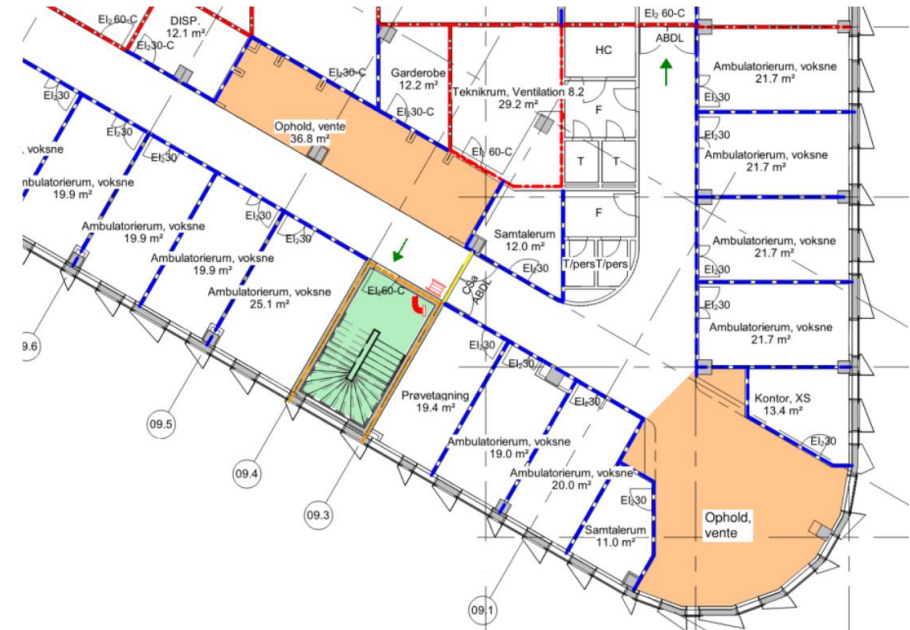 DISP.
12.1 m²
EI₂ 60-C
EI₂30-C
EI₂30-C
Garderobe
12.2 m²
EI₂30-C
Teknikrum, Ventilation 8.2
29.2 m²
EI₂ 60-C
HC
F
T
T
F
T/pers
T/pers
EI₂ 60-C
ABDL
Ambulatorierum, voksne
21.7 m²
EI₂30
EI₂30
Ambulatorierum, voksne
21.7 m²
Ambulatorierum, voksne
21.7 m²
EI₂30
EI₂30
Ambulatorierum, voksne
21.7 m²
Kontor, XS
13.4 m²
EI₂30
Ophold, vente
36.8 m²
EI₂30
EI₂30
EI₂30
, voksne
mbulatorierum, voksne
19.9 m²
Ambulatorierum, voksne
19.9 m²
EI₂30
EI₂30
Ambulatorierum, voksne
19.9 m²
Ambulatorierum, voksne
25.1 m²
Samtalerum
12.0 m²
EI₂30
CSa
ABDL
EI₂60-C
EI₂30
EI₂30
EI₂30
Prøvetagning
19.4 m²
Ambulatorierum, voksne
19.0 m²
Ambulatorierum, voksne
20.0 m²
EI₂30
Samtalerum
11.0 m²
Ophold,
vente
9.6
09.5
09.4
09.3
09.1